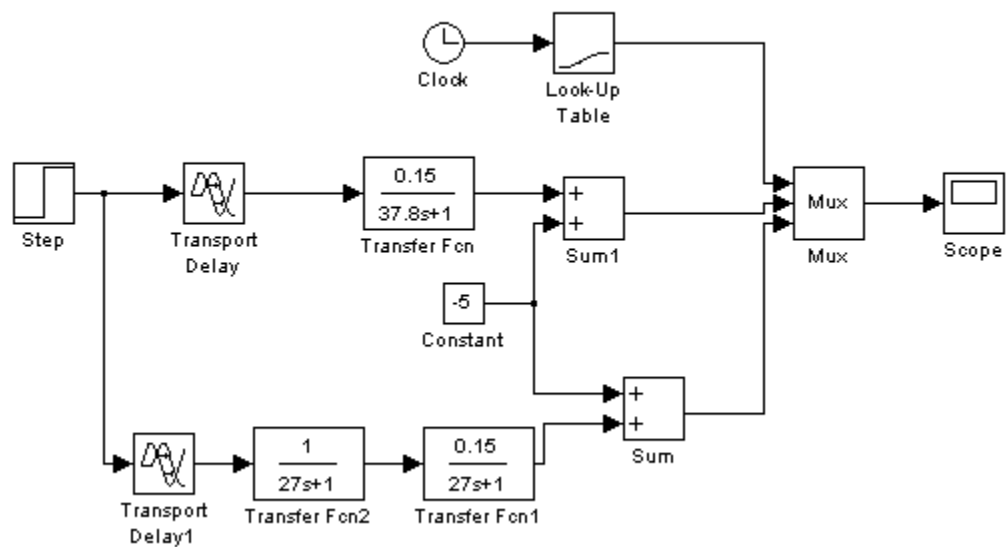 Clock
Look-Up
Table
Step
Transport
Delay
0.15
37.8s+1
Transfer Fcn
+
+
Sum1
Mux
Mux
Scope
-5
Constant
+
+
Sum
Transport
Delay1
1
27s+1
Transfer Fcn2
0.15
27s+1
Transfer Fcn1